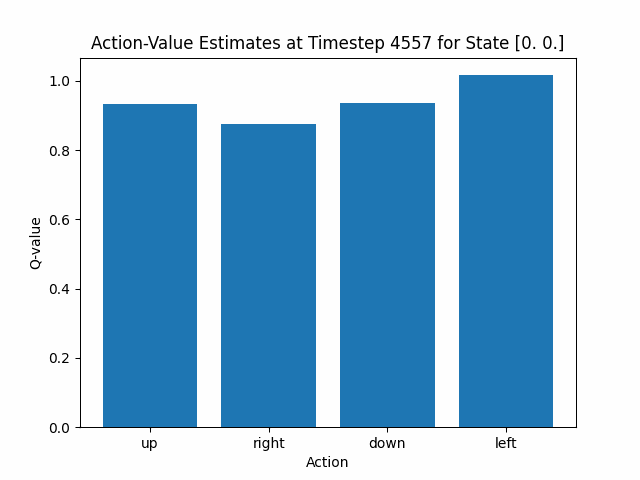 Action-Value Estimates at Timestep 4557 for State [0. 0.]
1.0
0.8
0.6
0.4
0.2
0.0
Q-value
up right down left
Action